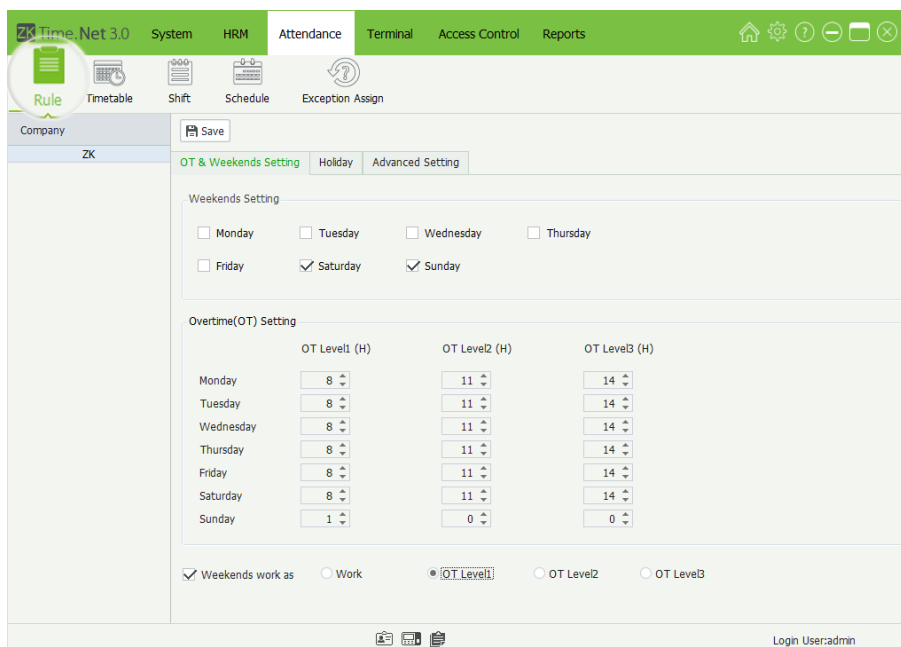 ZKTime.Net 3.0 System HRM Attendance Terminal Access Control Reports
Rule Timetable Shift Schedule Exception Assign
Company
ZK
Save
OT & Weekends Setting Holiday Advanced Setting
Weekends Setting
Monday Tuesday Wednesday Thursday
Friday Saturday Sunday
Overtime(OT) Setting
OT Level1 (H) OT Level2 (H) OT Level3 (H)
Monday 8 11 14
Tuesday 8 11 14
Wednesday 8 11 14
Thursday 8 11 14
Friday 8 11 14
Saturday 8 11 14
Sunday 1 0 0
Weekends work as Work OT Level1 OT Level2 OT Level3
Login User:admin